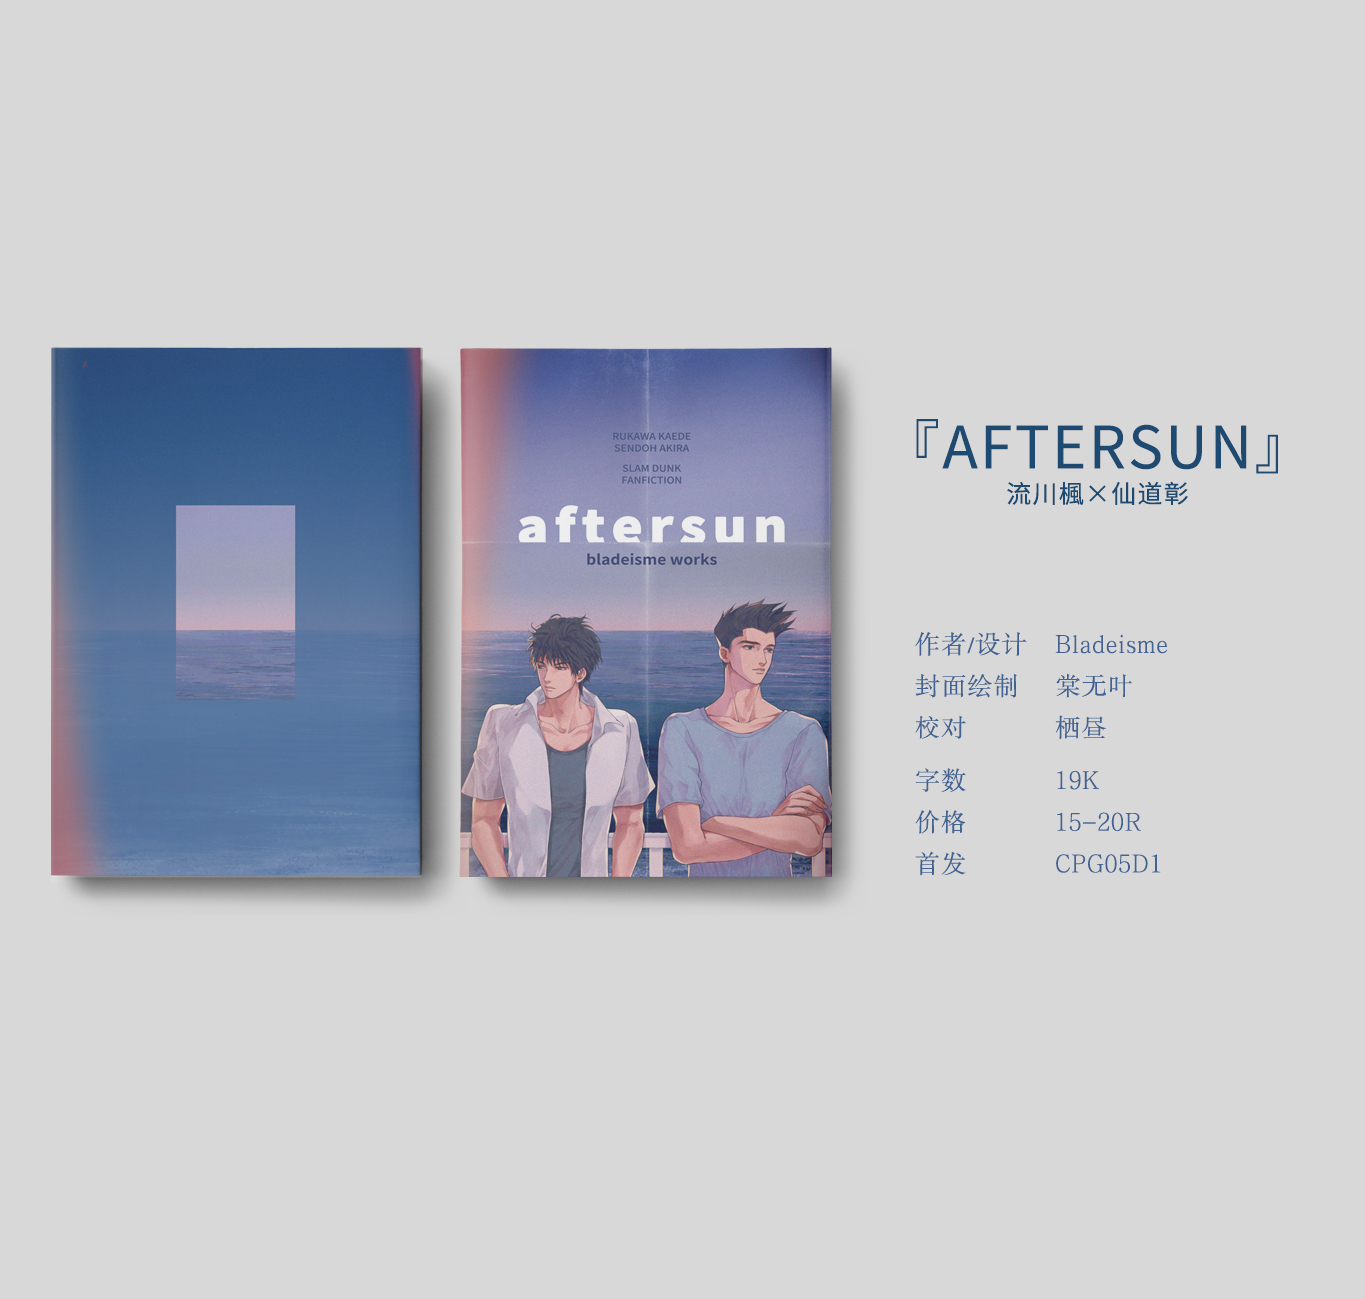 RUKAWA KAEDE
SENDOH AKIRA
SLAM DUNK
FANFICTION
aftersun
bladeisme works
『AFTERSUN』
流川楓×仙道彰
作者/设计 Bladeisme
封面绘制 棠无叶
校对 栖昼
字数 19K
价格 15–20R
首发 CPG05D1